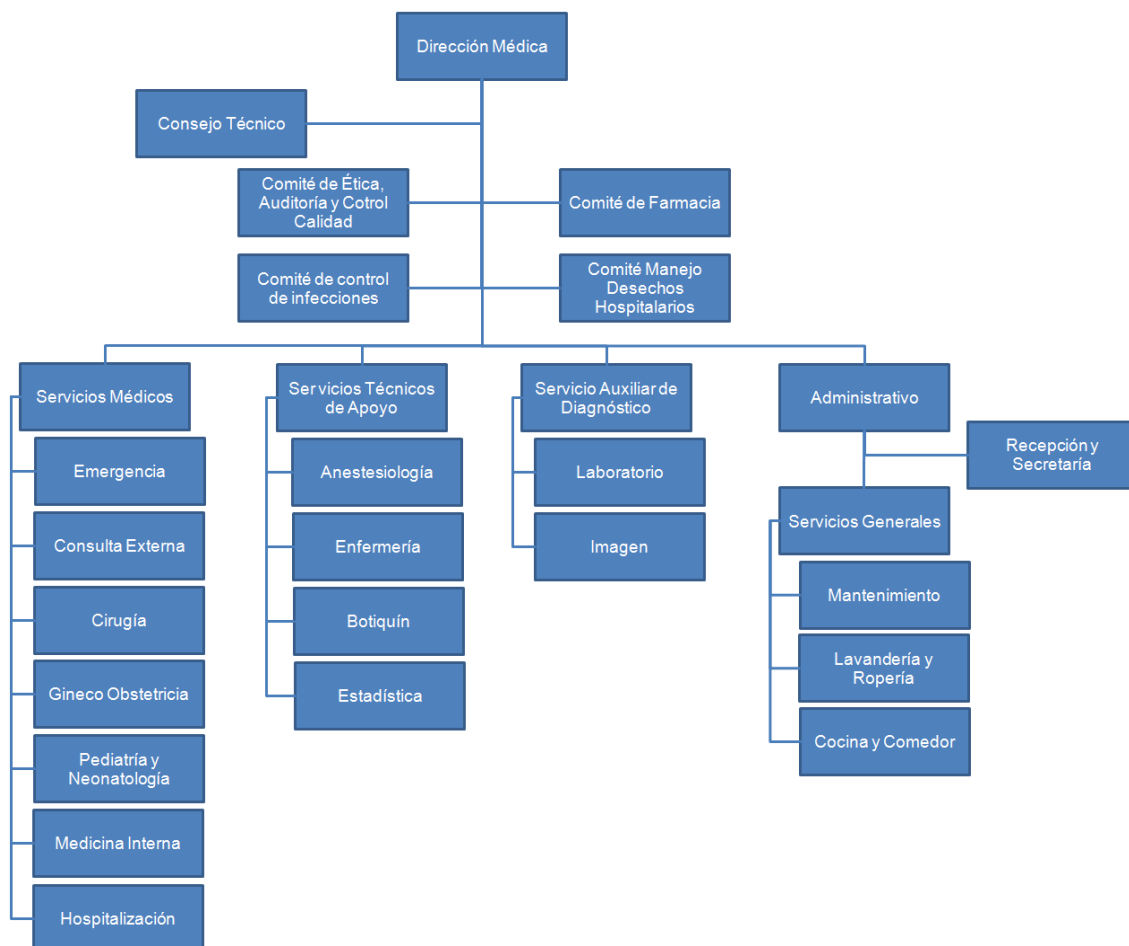 Dirección Médica
Consejo Técnico
Comité de Ética,
Auditoría y Cotrol
Calidad
Comité de Farmacia
Comité de control
de infecciones
Comité Manejo
Desechos
Hospitalarios
Servicios Médicos
Emergencia
Consulta Externa
Cirugía
Gineco Obstetricia
Pediatría y
Neonatología
Medicina Interna
Hospitalización
Servicios Técnicos
de Apoyo
Anestesiología
Enfermería
Botiquín
Estadística
Servicio Auxiliar de
Diagnóstico
Laboratorio
Imagen
Administrativo
Recepción y
Secretaría
Servicios Generales
Mantenimiento
Lavandería y
Ropería
Cocina y Comedor